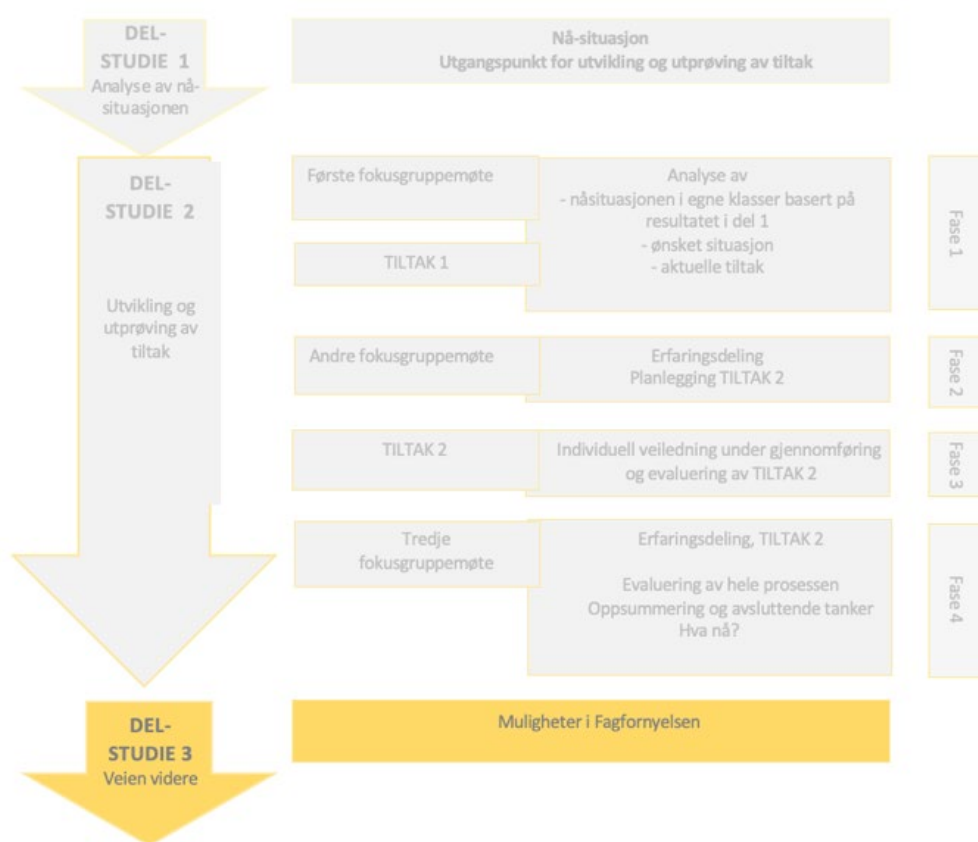 DEL-
STUDIE 1
Analyse av nå-
situasjonen
Nå-situasjon
Utgangspunkt for utvikling og utprøving av tiltak
DEL-
STUDIE 2
Utvikling og
utprøving av
tiltak
Første fokusgruppemøte
TILTAK 1
Analyse av
- nåsituasjonen i egne klasser basert på
resultatet i del 1
- ønsket situasjon
- aktuelle tiltak
Fase 1
Andre fokusgruppemøte
Erfaringsdeling
Planlegging TILTAK 2
Fase 2
TILTAK 2
Individuell veiledning under gjennomføring
og evaluering av TILTAK 2
Fase 3
Tredje
fokusgruppemøte
Erfaringsdeling, TILTAK 2
Evaluering av hele prosessen
Oppsummering og avsluttende tanker
Hva nå?
Fase 4
DEL-
STUDIE 3
Veien videre
Muligheter i Fagfornyelsen